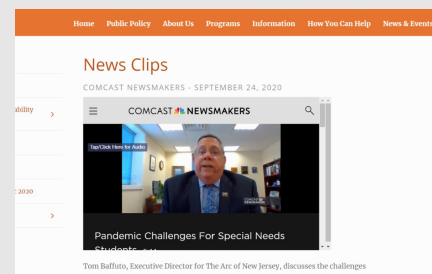 Home Public Policy About Us Programs Information How You Can Help News & Events
News Clips
COMCAST NEWSMAKERS - SEPTEMBER 24, 2020
ability
COMCAST NEWSMAKERS
Tap/Click Here for Audio
2020
Pandemic Challenges For Special Needs
Students
Tom Baffuto, Executive Director for The Arc of New Jersey, discusses the challenges